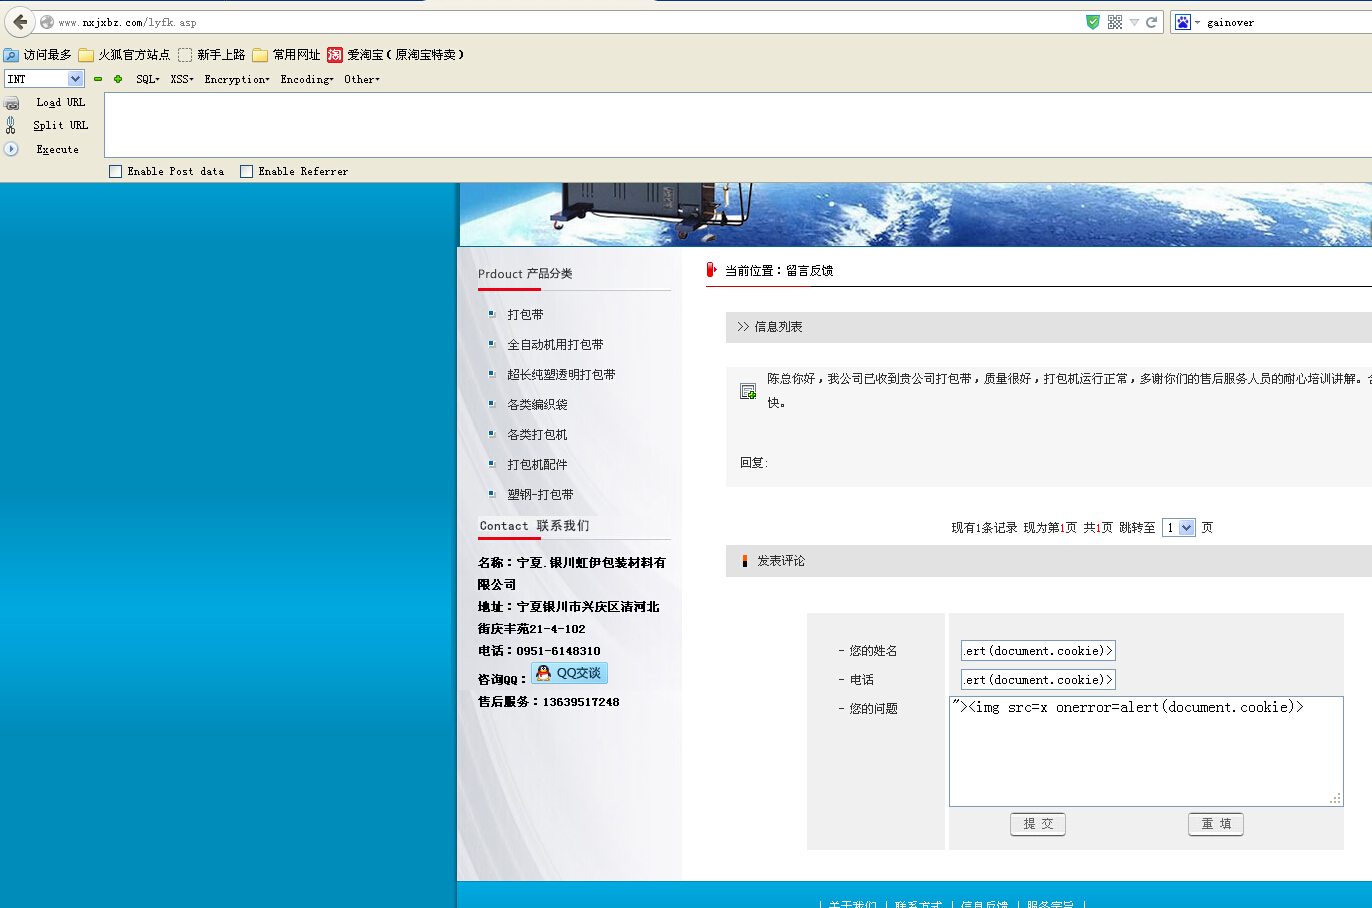 www.nxjxbz.com/lyfk.asp
gainover
访问最多 火狐官方站点 新手上路 常用网址 淘 爱淘宝（原淘宝特卖）
INT SQL XSS Encryption Encoding Other
Load URL
Split URL
Execute
Enable Post data Enable Referrer
Prdouct 产品分类
打包带
全自动机用打包带
超长纯塑透明打包带
各类编织袋
各类打包机
打包机配件
塑钢-打包带
Contact 联系我们
名称：宁夏.银川虹伊包装材料有
限公司
地址：宁夏银川市兴庆区清河北
街庆丰苑21-4-102
电话：0951-6148310
咨询QQ： QQ交谈
售后服务：13639517248
当前位置：留言反馈
>> 信息列表
陈总你好，我公司已收到贵公司打包带，质量很好，打包机运行正常，多谢你们的售后服务人员的耐心培训讲解。
快。
回复:
现有1条记录 现为第1页 共1页 跳转至 1 页
发表评论
- 您的姓名 .ert(document.cookie)>
- 电话 .ert(document.cookie)>
- 您的问题 "><img src=x onerror=alert(document.cookie)>
提 交 重 填
| 关于我们 | 联系方式 | 信息反馈 | 服务宗旨 |